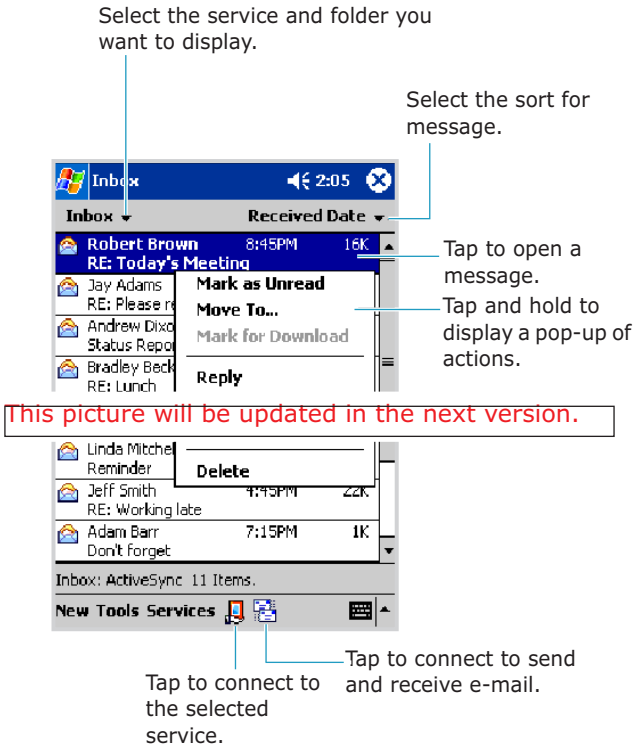 Select the service and folder you
want to display.
Select the sort for
message.
Inbox 2:05
Inbox Received Date
Robert Brown 8:45PM 16K
RE: Today's Meeting
Tap to open a
message.
Jay Adams
RE: Please re
Mark as Unread
Move To...
Mark for Download
Reply
Tap and hold to
display a pop-up of
actions.
Andrew Dixo
Status Repor
Bradley Beck
RE: Lunch
This picture will be updated in the next version.
Linda Mitchel
Reminder
Delete
Jeff Smith 4:45PM 22K
RE: Working late
Adam Barr 7:15PM 1K
Don't forget
Inbox: ActiveSync 11 Items.
New Tools Services
Tap to connect to send
and receive e-mail.
Tap to connect to
the selected
service.